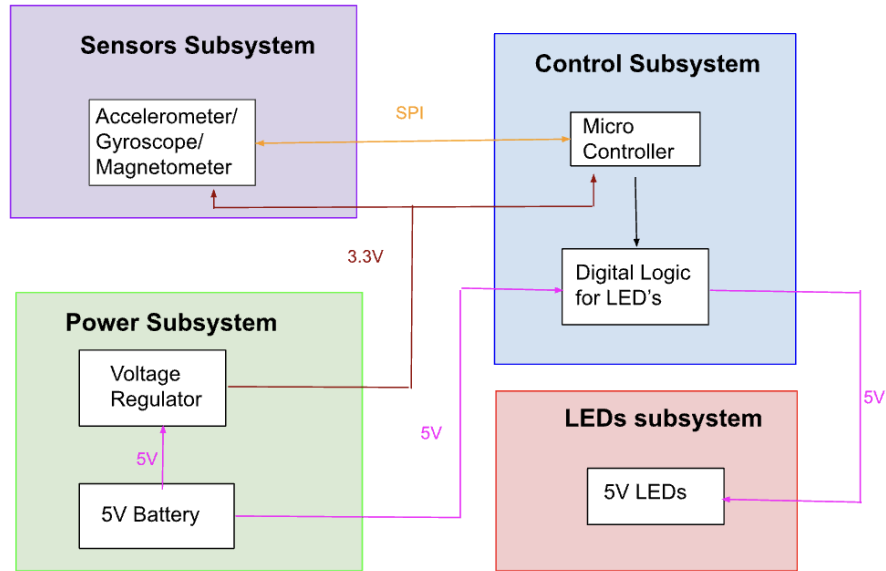 Sensors Subsystem
Accelerometer/
Gyroscope/
Magnetometer
SPI
Control Subsystem
Micro
Controller
Digital Logic
for LED's
3.3V
Power Subsystem
Voltage
Regulator
5V
5V Battery
5V
LEDs subsystem
5V LEDs
5V